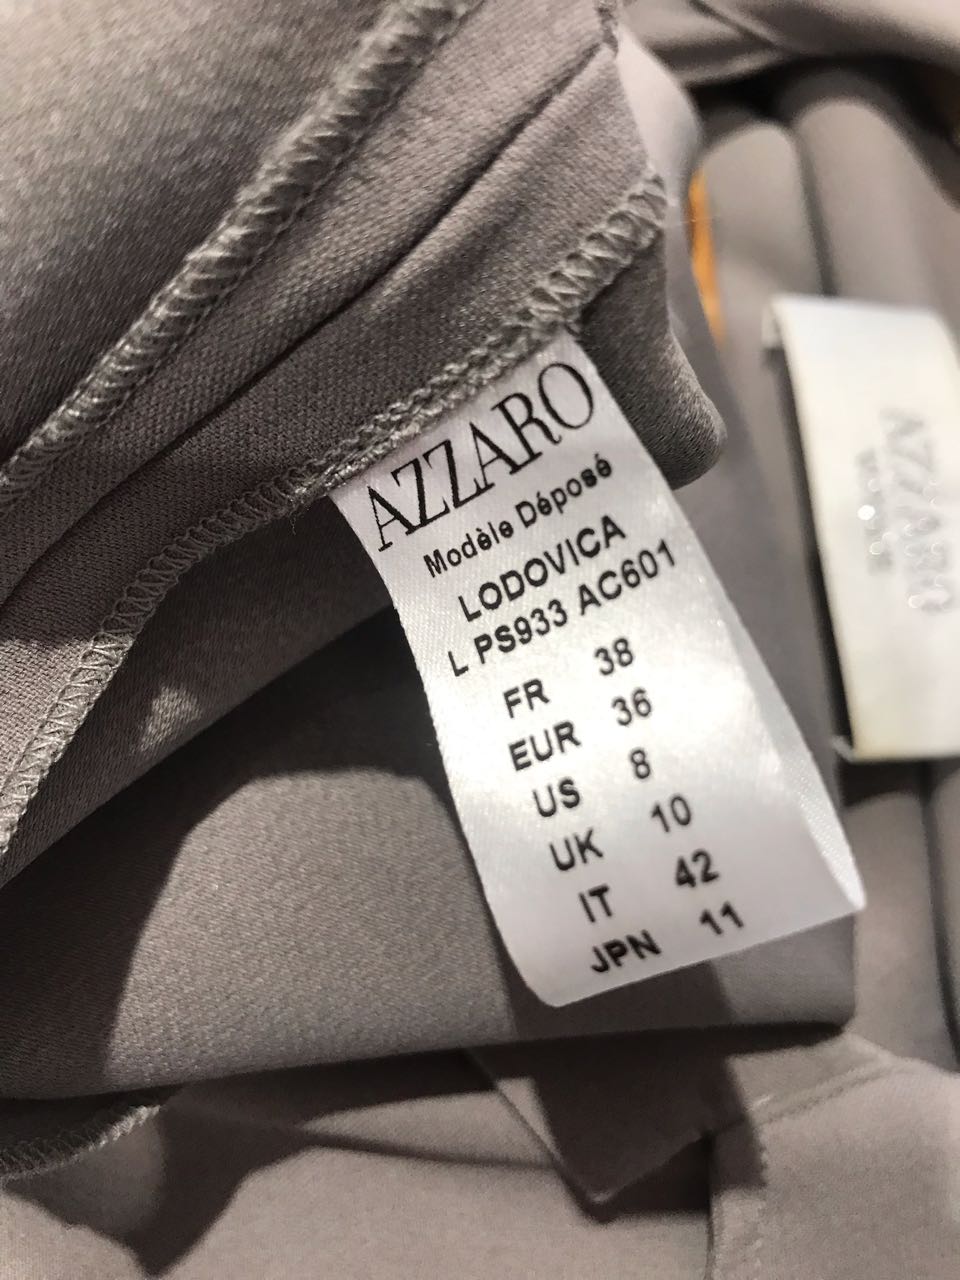 AZZARO
Modèle Déposé
LODOVICA
L PS933 AC601
FR 38
EUR 36
US 8
UK 10
IT 42
JPN 11
AZZARO